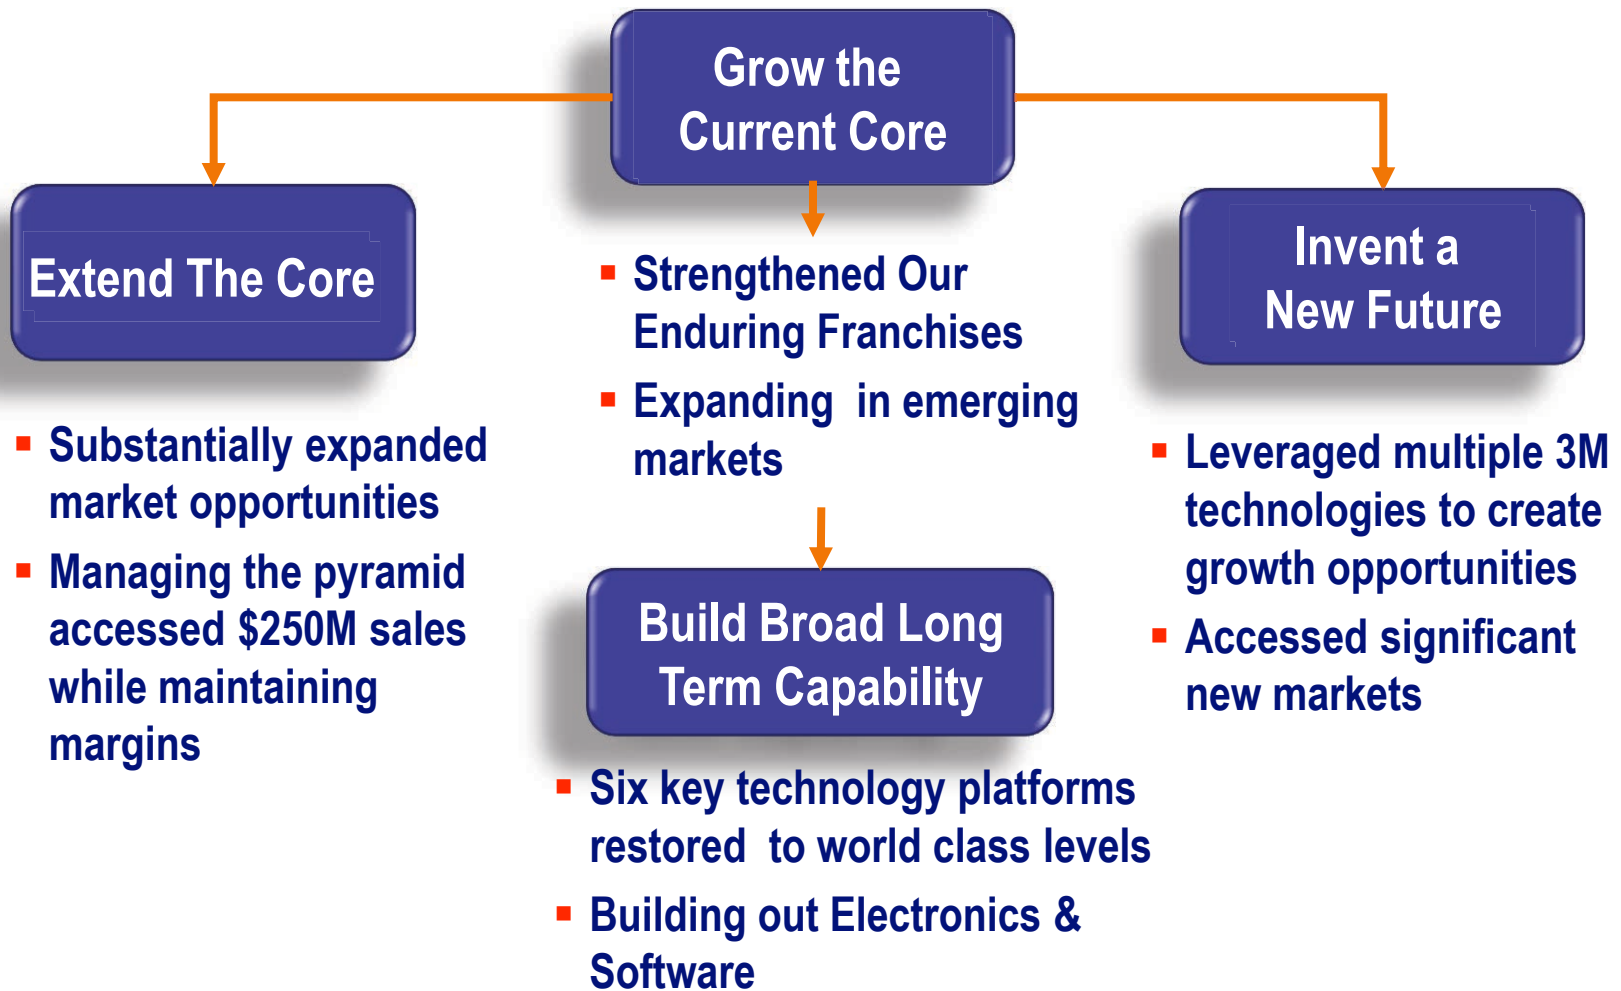 Grow the
Current Core
Extend The Core
Substantially expanded
market opportunities
Managing the pyramid
accessed $250M sales
while maintaining
margins
Strengthened Our
Enduring Franchises
Expanding in emerging
markets
Build Broad Long
Term Capability
Six key technology platforms
restored to world class levels
Building out Electronics &
Software
Invent a
New Future
Leveraged multiple 3M
technologies to create
growth opportunities
Accessed significant
new markets